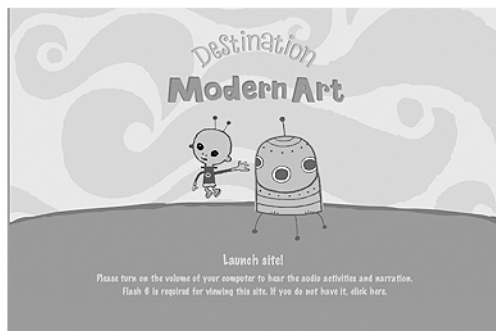 Destination
Modern Art
Launch site!
Please turn on the volume of your computer to hear the audio activities and narration.
Flash 6 is required for viewing this site. If you do not have it, click here.